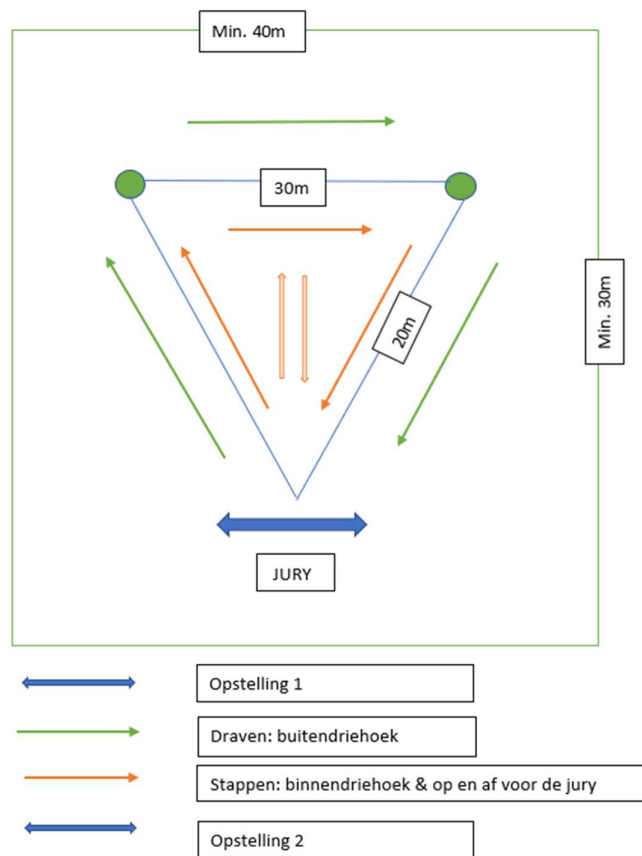 Min. 40m
30m
20m
Min. 30m
JURY
Opstelling 1
Draven: buitendriehoek
Stappen: binnendriehoek & op en af voor de jury
Opstelling 2